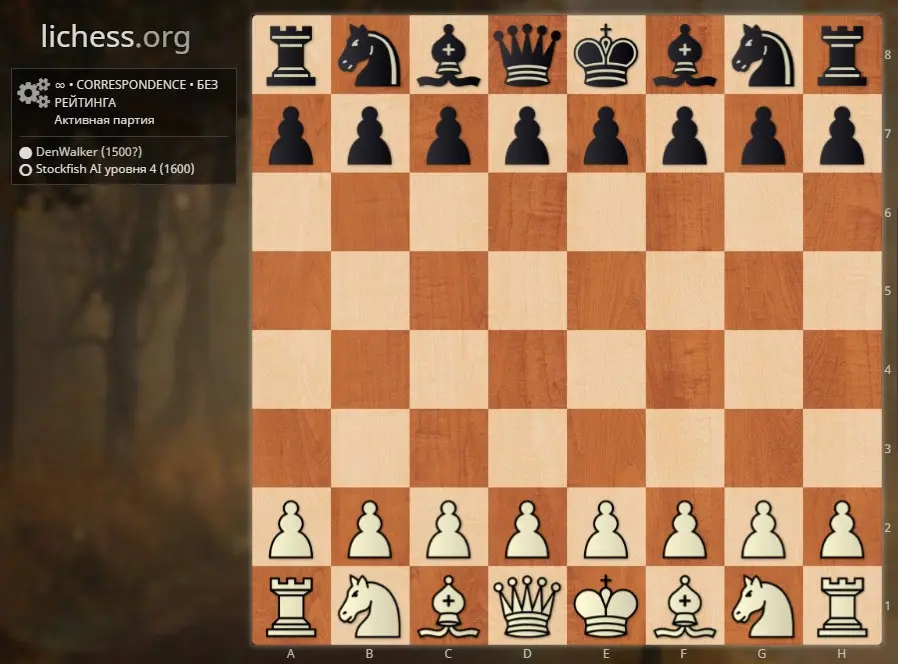 lichess.org
∞ • CORRESPONDENCE • БЕЗ
РЕЙТИНГА
Активная партия
DenWalker (1500?)
Stockfish AI уровня 4 (1600)
8
7
6
5
4
3
2
1
A B C D E F G H